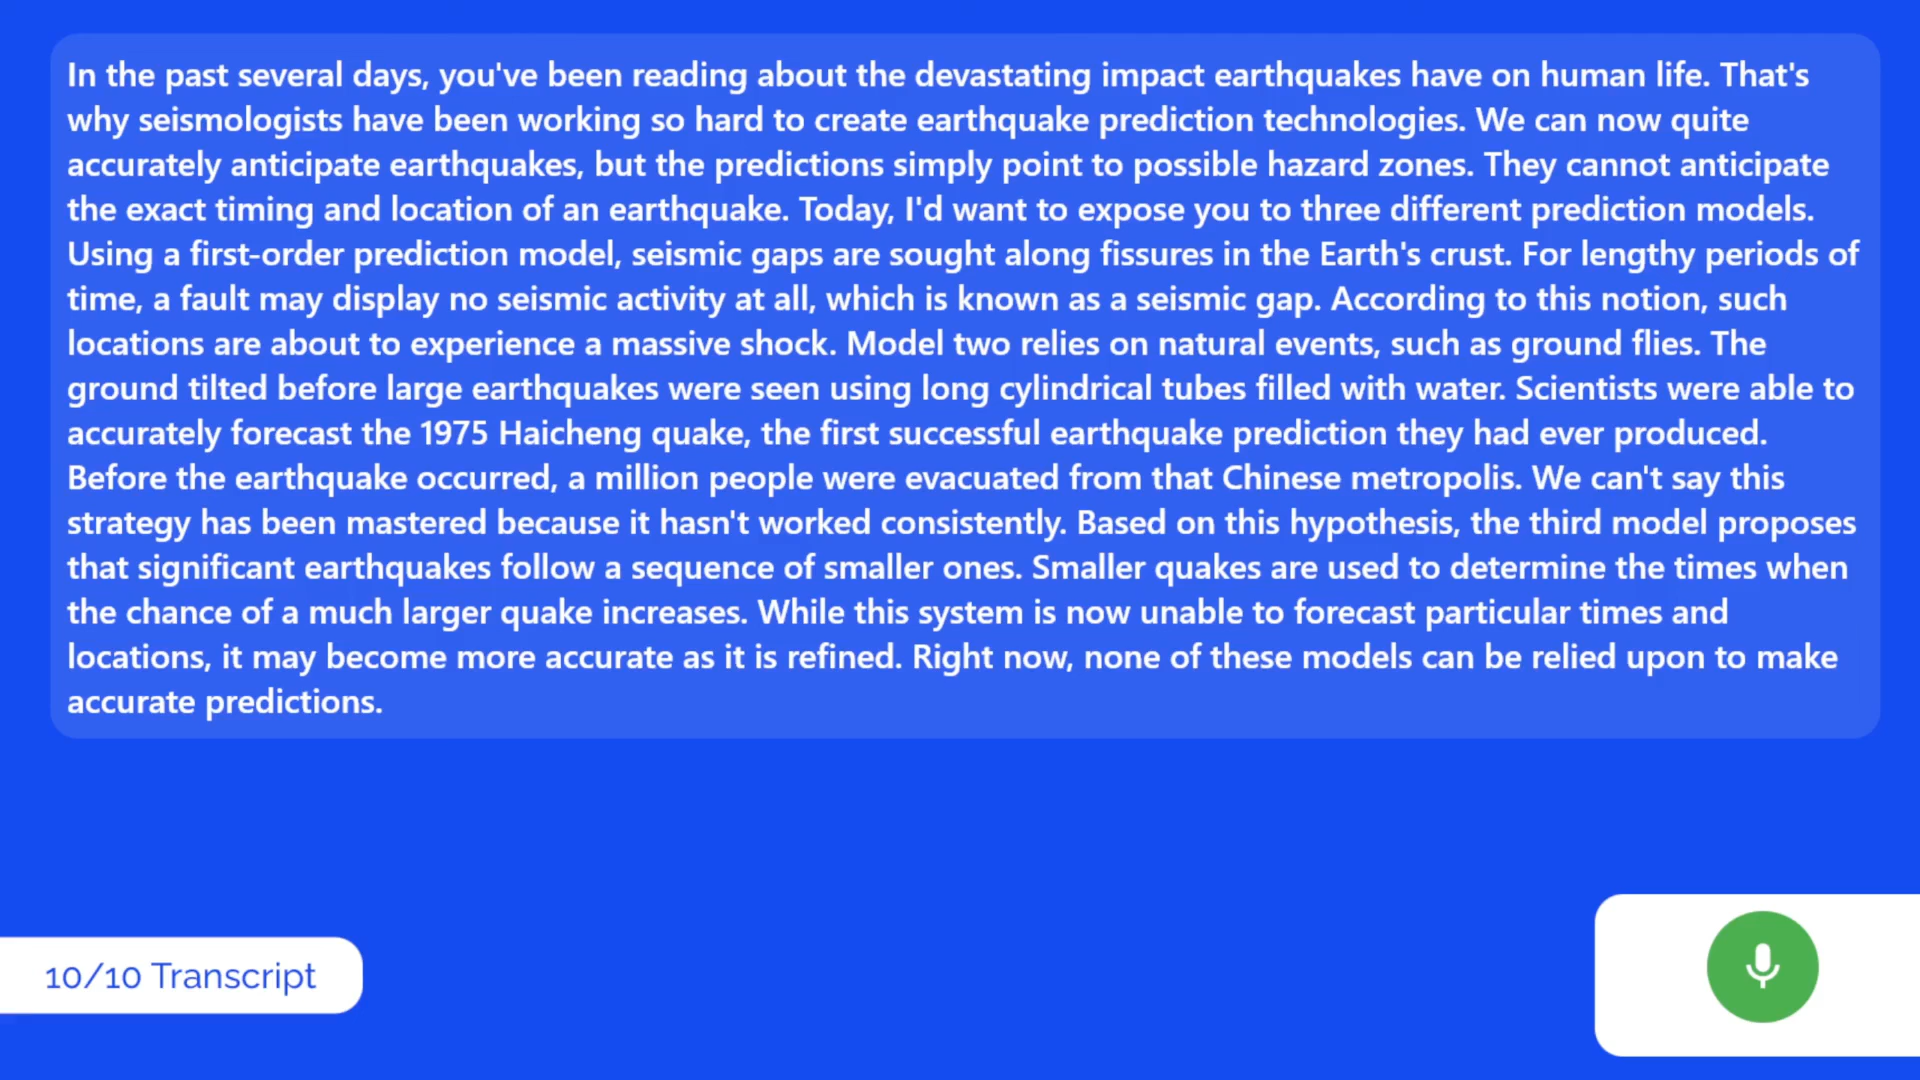 In the past several days, you've been reading about the devastating impact earthquakes have on human life. That's
why seismologists have been working so hard to create earthquake prediction technologies. We can now quite
accurately anticipate earthquakes, but the predictions simply point to possible hazard zones. They cannot anticipate
the exact timing and location of an earthquake. Today, I'd want to expose you to three different prediction models.
Using a first-order prediction model, seismic gaps are sought along fissures in the Earth's crust. For lengthy periods of
time, a fault may display no seismic activity at all, which is known as a seismic gap. According to this notion, such
locations are about to experience a massive shock. Model two relies on natural events, such as ground flies. The
ground tilted before large earthquakes were seen using long cylindrical tubes filled with water. Scientists were able to
accurately forecast the 1975 Haicheng quake, the first successful earthquake prediction they had ever produced.
Before the earthquake occurred, a million people were evacuated from that Chinese metropolis. We can't say this
strategy has been mastered because it hasn't worked consistently. Based on this hypothesis, the third model proposes
that significant earthquakes follow a sequence of smaller ones. Smaller quakes are used to determine the times when
the chance of a much larger quake increases. While this system is now unable to forecast particular times and
locations, it may become more accurate as it is refined. Right now, none of these models can be relied upon to make
accurate predictions.
10/10 Transcript